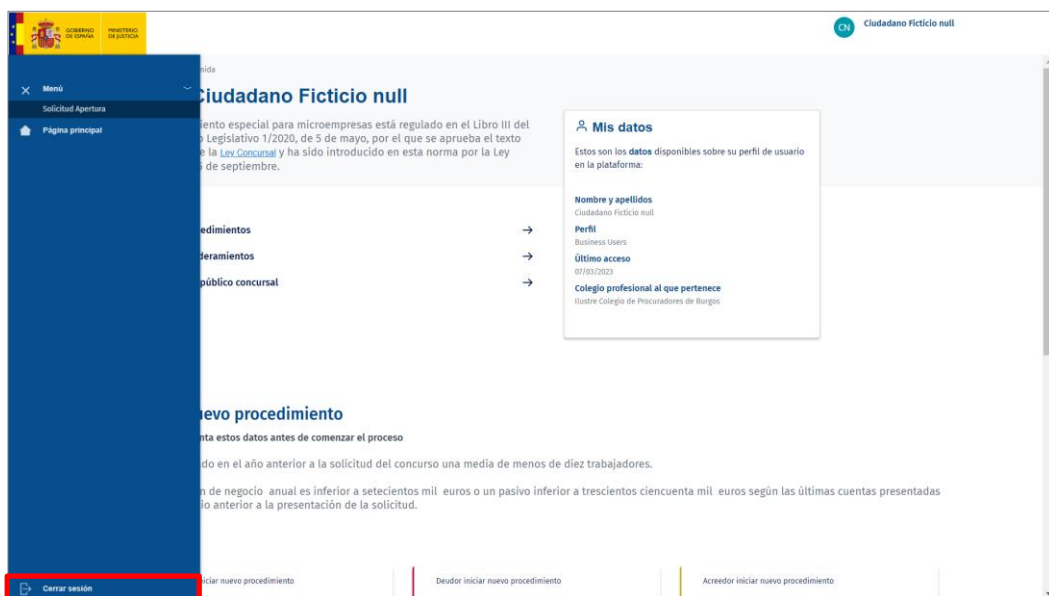 GOBIERNO DE ESPAÑA
MINISTERIO DE JUSTICIA
CN
Ciudadano Ficticio null
Menú
Solicitud Apertura
Página principal
Cerrar sesión
nida
Ciudadano Ficticio null
iento especial para microempresas está regulado en el Libro III del
o Legislativo 1/2020, de 5 de mayo, por el que se aprueba el texto
e la Ley Concursal y ha sido introducido en esta norma por la Ley
5 de septiembre.
edimientos
deramientos
público concursal
Mis datos
Estos son los datos disponibles sobre su perfil de usuario
en la plataforma:
Nombre y apellidos
Ciudadano Ficticio null
Perfil
Business Users
Último acceso
07/03/2023
Colegio profesional al que pertenece
Ilustre Colegio de Procuradores de Burgos
uevo procedimiento
nta estos datos antes de comenzar el proceso
ado en el año anterior a la solicitud del concurso una media de menos de diez trabajadores.
n de negocio anual es inferior a setecientos mil euros o un pasivo inferior a trescientos ciencuenta mil euros según las últimas cuentas presentadas
io anterior a la presentación de la solicitud.
iciar nuevo procedimiento
Deudor iniciar nuevo procedimiento
Acreedor iniciar nuevo procedimiento